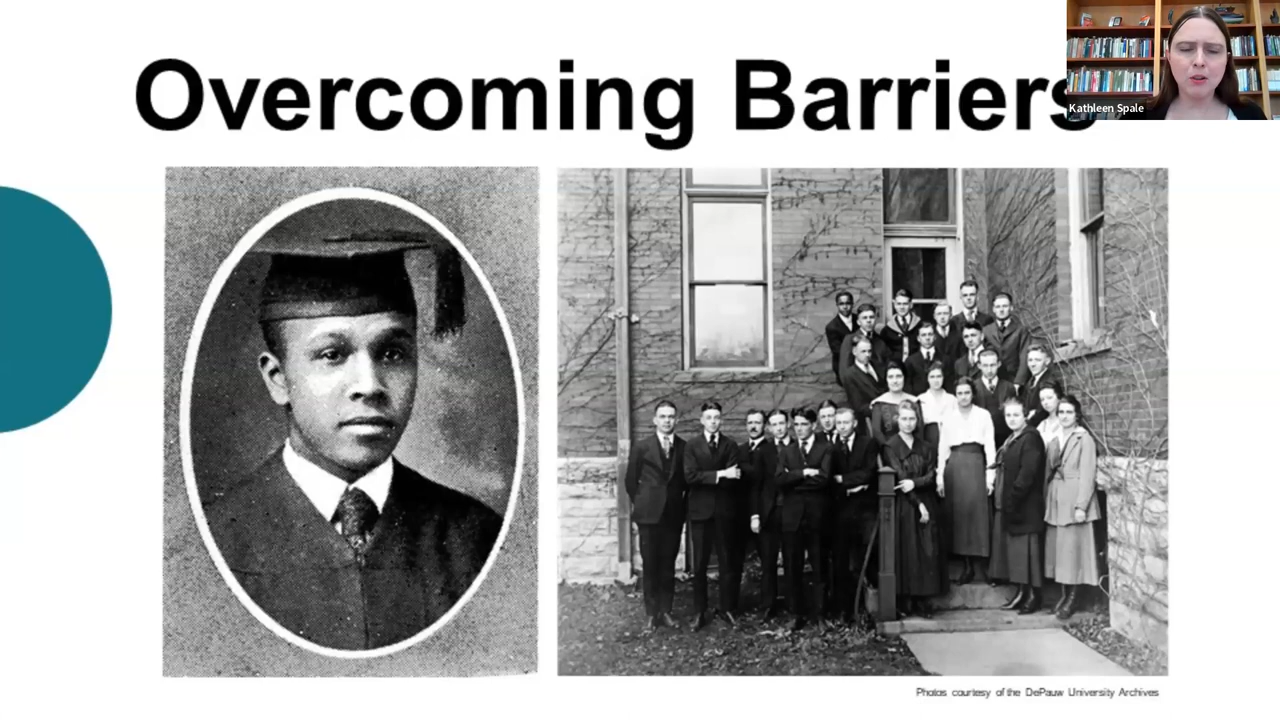 Overcoming Barriers
Kathleen Spale
Photos courtesy of the DePauw University Archives